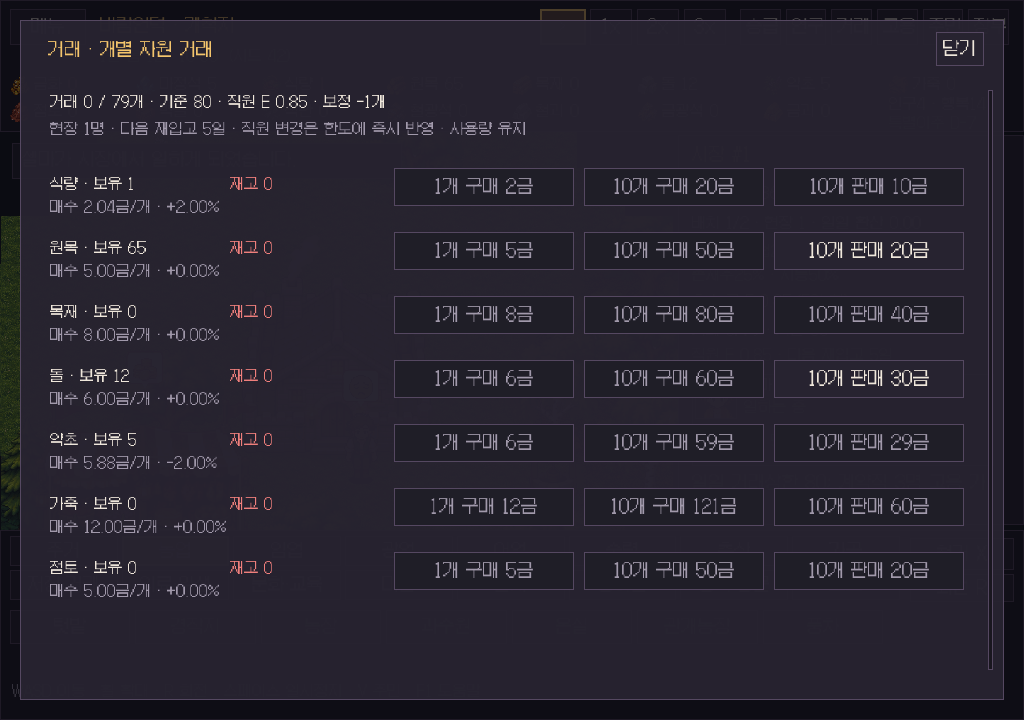 거래 · 개별 자원 거래
닫기
거래 0 / 79개 · 기준 80 · 직원 E 0.85 · 보정 -1개
현장 1명 · 다음 재입고 5일 · 직원 변경은 한도에 즉시 반영 · 사용량 유지
식량 · 보유 1 재고 0 1개 구매 2금 10개 구매 20금 10개 판매 10금
매수 2.04금/개 · +2.00%
원목 · 보유 65 재고 0 1개 구매 5금 10개 구매 50금 10개 판매 20금
매수 5.00금/개 · +0.00%
목재 · 보유 0 재고 0 1개 구매 8금 10개 구매 80금 10개 판매 40금
매수 8.00금/개 · +0.00%
돌 · 보유 12 재고 0 1개 구매 6금 10개 구매 60금 10개 판매 30금
매수 6.00금/개 · +0.00%
약초 · 보유 5 재고 0 1개 구매 6금 10개 구매 59금 10개 판매 29금
매수 5.88금/개 · -2.00%
가죽 · 보유 0 재고 0 1개 구매 12금 10개 구매 121금 10개 판매 60금
매수 12.00금/개 · +0.00%
점토 · 보유 0 재고 0 1개 구매 5금 10개 구매 50금 10개 판매 20금
매수 5.00금/개 · +0.00%